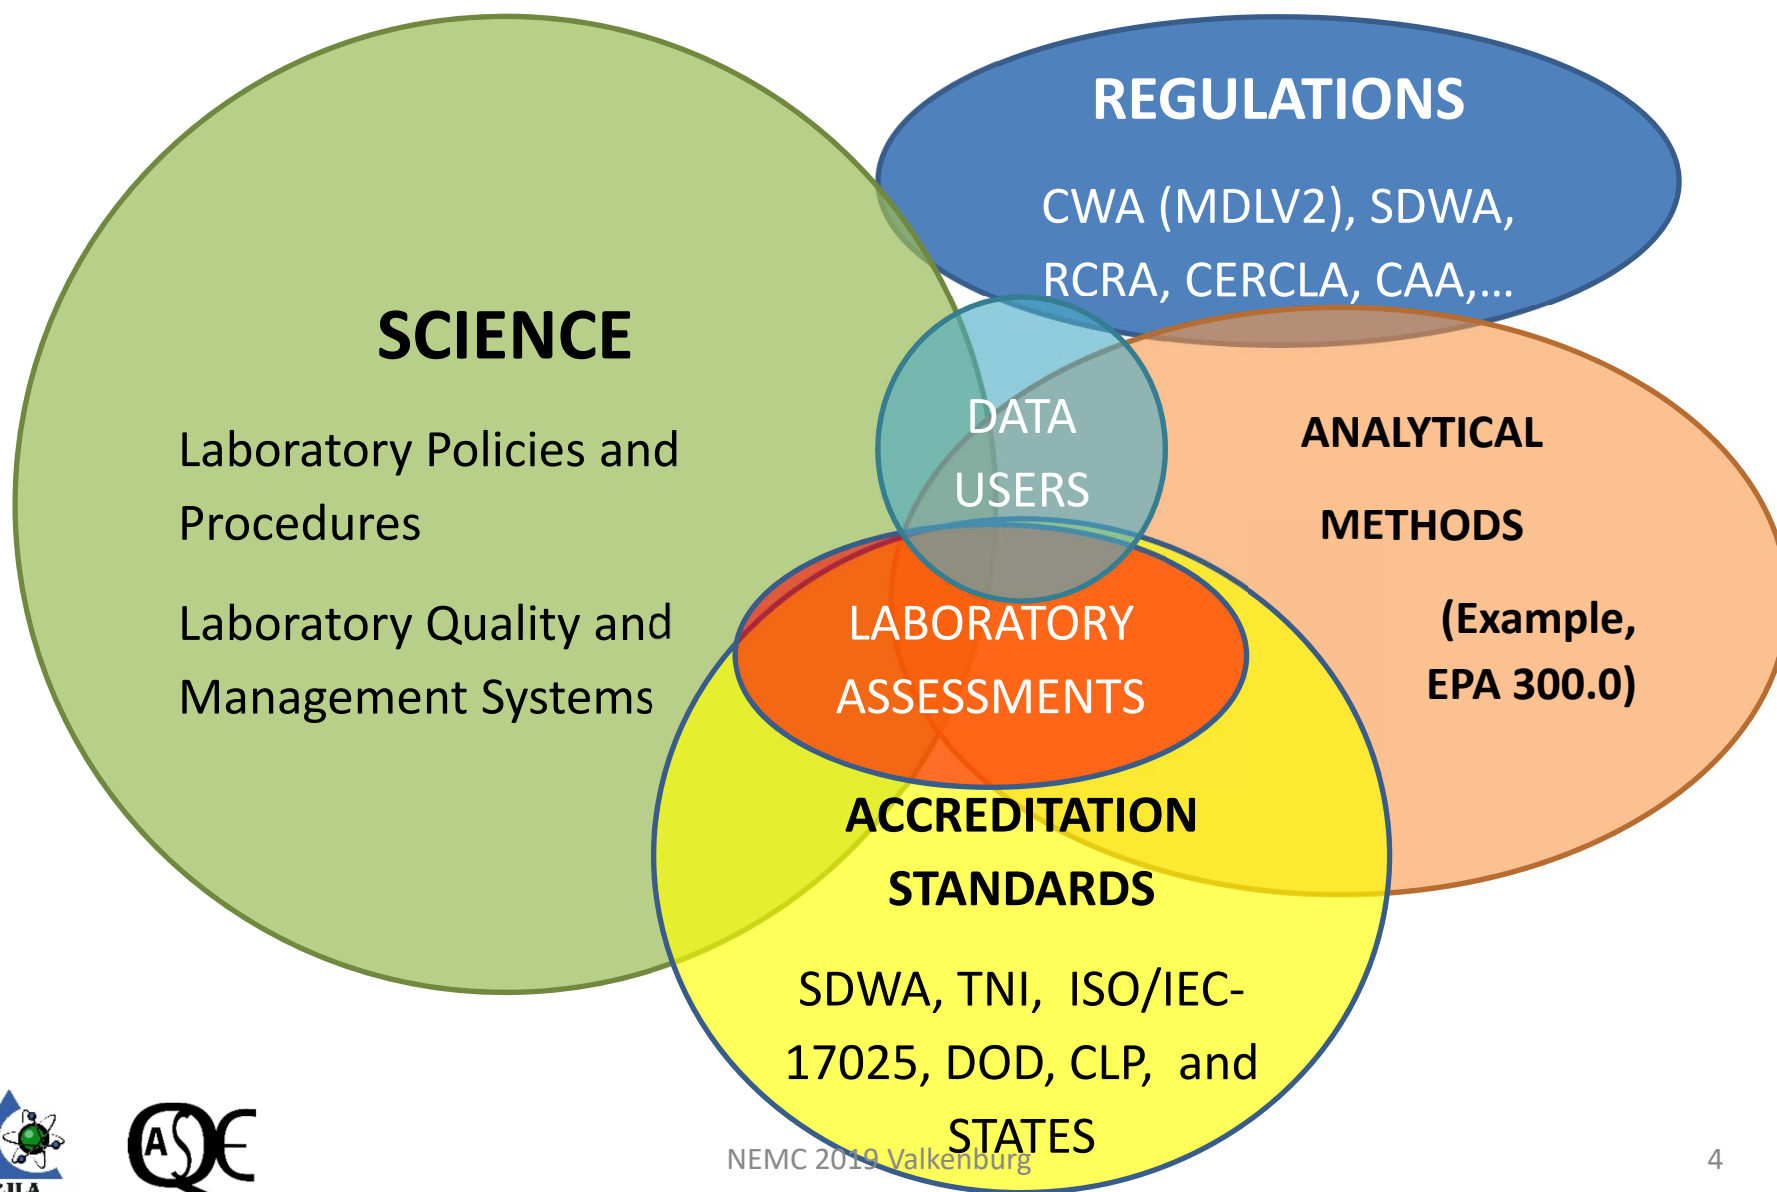 REGULATIONS
CWA (MDLV2), SDWA,
RCRA, CERCLA, CAA,...
SCIENCE
Laboratory Policies and
Procedures
Laboratory Quality and
Management Systems
DATA
USERS
ANALYTICAL
METHODS
(Example,
EPA 300.0)
LABORATORY
ASSESSMENTS
ACCREDITATION
STANDARDS
SDWA, TNI, ISO/IEC-
17025, DOD, CLP, and
STATES
NEMC 2019 Valkenburg
4